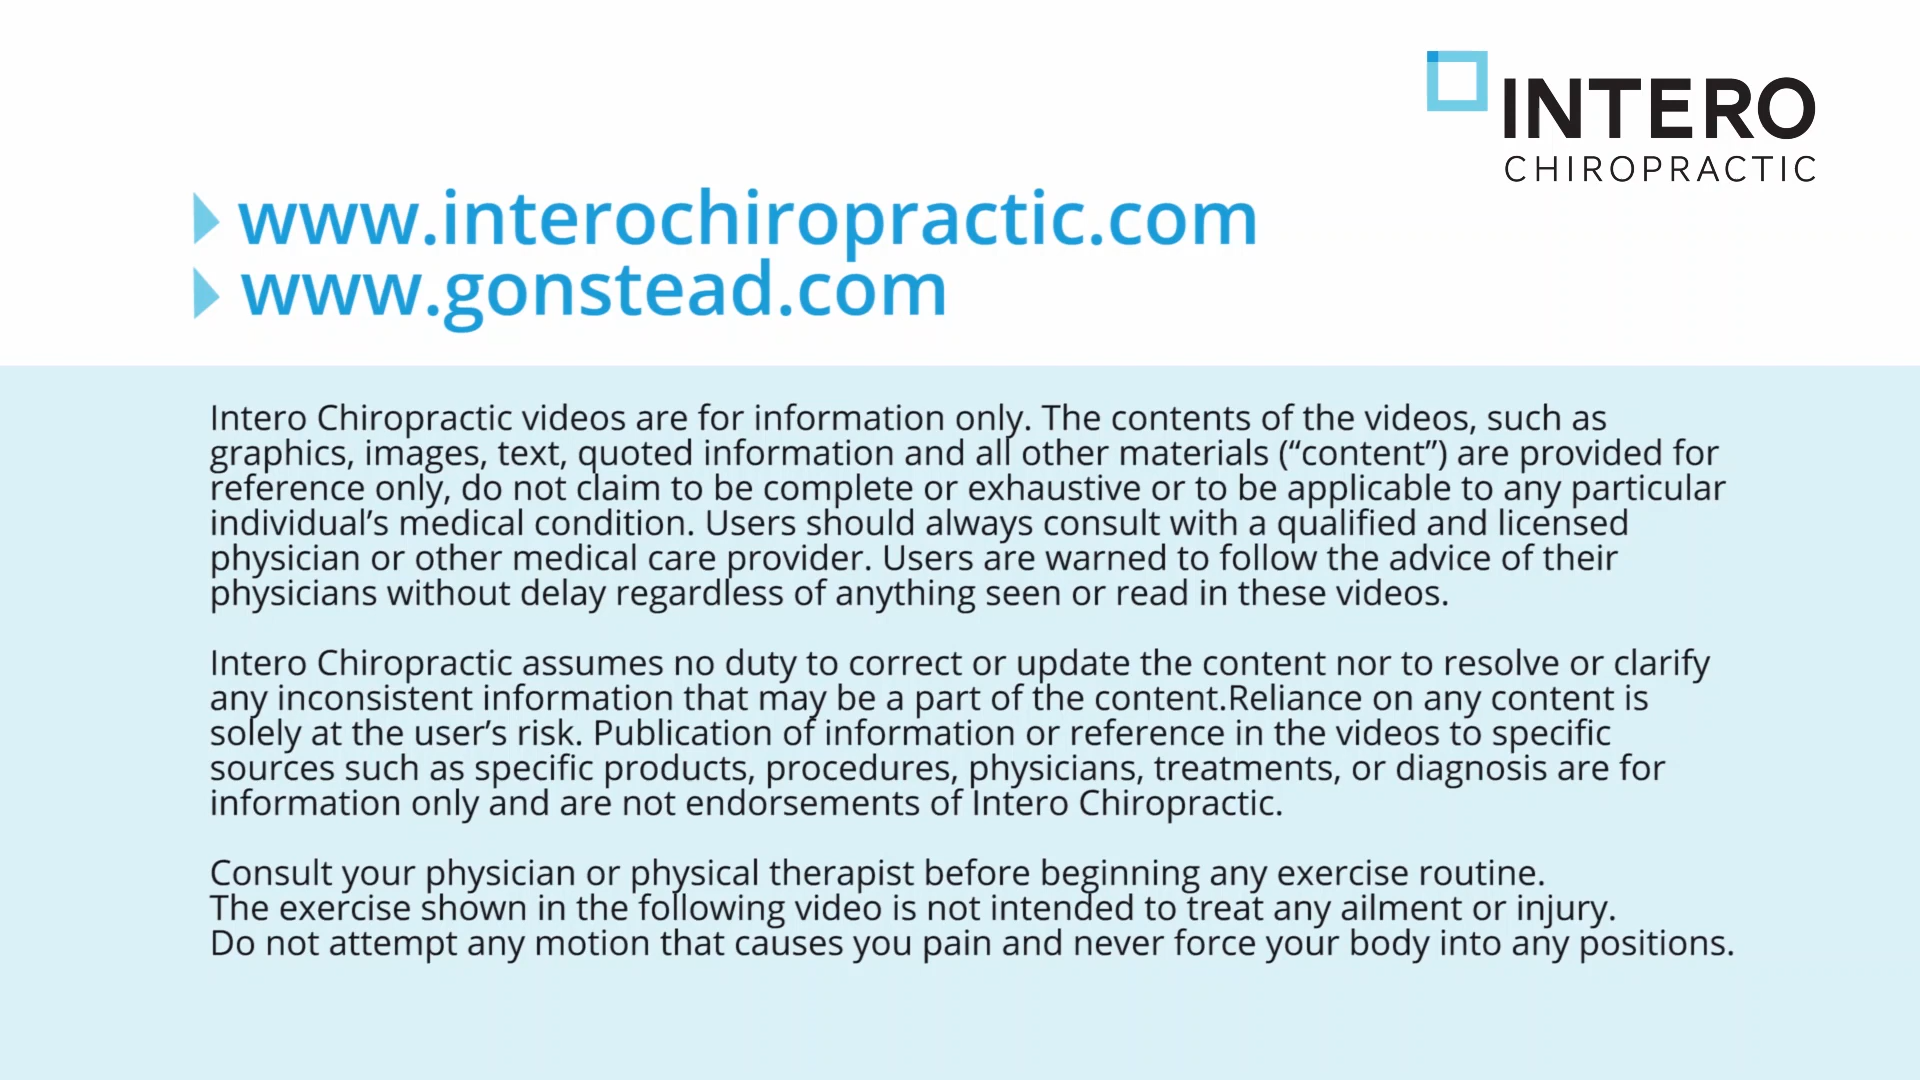 INTERO
CHIROPRACTIC
www.interochiropractic.com
www.gonstead.com
Intero Chiropractic videos are for information only. The contents of the videos, such as
graphics, images, text, quoted information and all other materials (“content”) are provided for
reference only, do not claim to be complete or exhaustive or to be applicable to any particular
individual’s medical condition. Users should always consult with a qualified and licensed
physician or other medical care provider. Users are warned to follow the advice of their
physicians without delay regardless of anything seen or read in these videos.
Intero Chiropractic assumes no duty to correct or update the content nor to resolve or clarify
any inconsistent information that may be a part of the content.Reliance on any content is
solely at the user’s risk. Publication of information or reference in the videos to specific
sources such as specific products, procedures, physicians, treatments, or diagnosis are for
information only and are not endorsements of Intero Chiropractic.
Consult your physician or physical therapist before beginning any exercise routine.
The exercise shown in the following video is not intended to treat any ailment or injury.
Do not attempt any motion that causes you pain and never force your body into any positions.